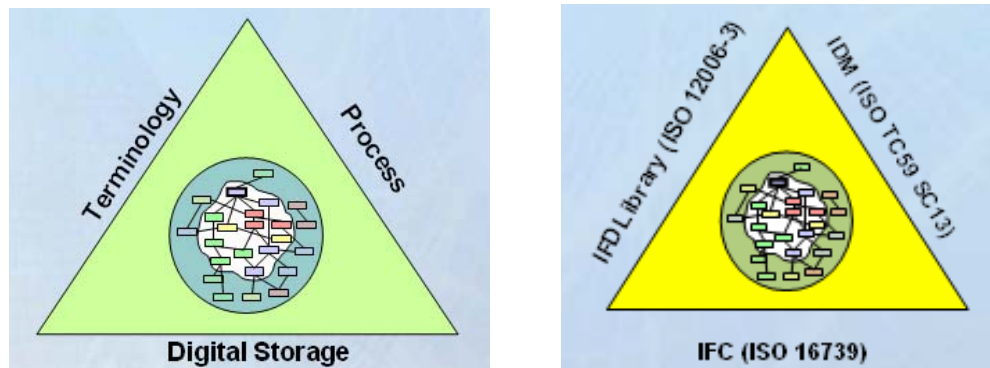 Terminology
Process
Digital Storage
IFD Library (ISO 12006-3)
IDM (ISO TC59 SC13)
IFC (ISO 16739)